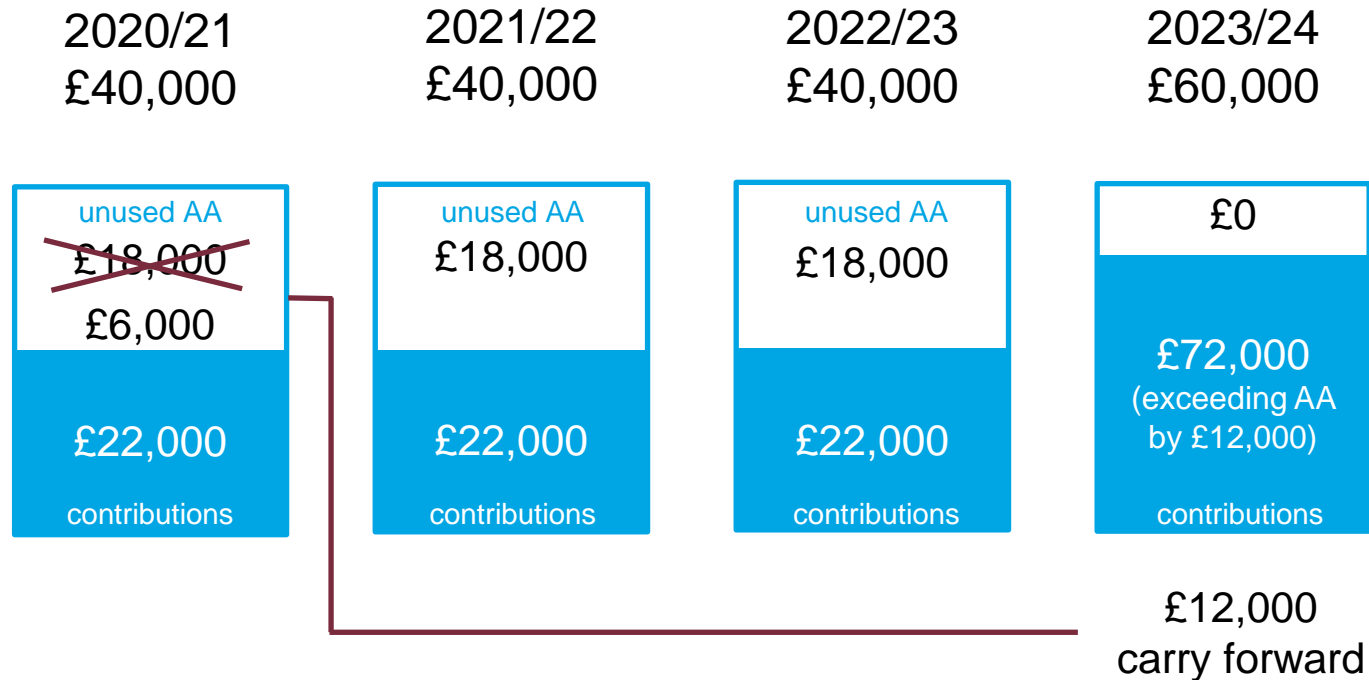 2020/21
£40,000
2021/22
£40,000
2022/23
£40,000
2023/24
£60,000
unused AA
£18,000
£6,000
£22,000
contributions
unused AA
£18,000
£22,000
contributions
unused AA
£18,000
£22,000
contributions
£0
£72,000
(exceeding AA
by £12,000)
contributions
£12,000
carry forward